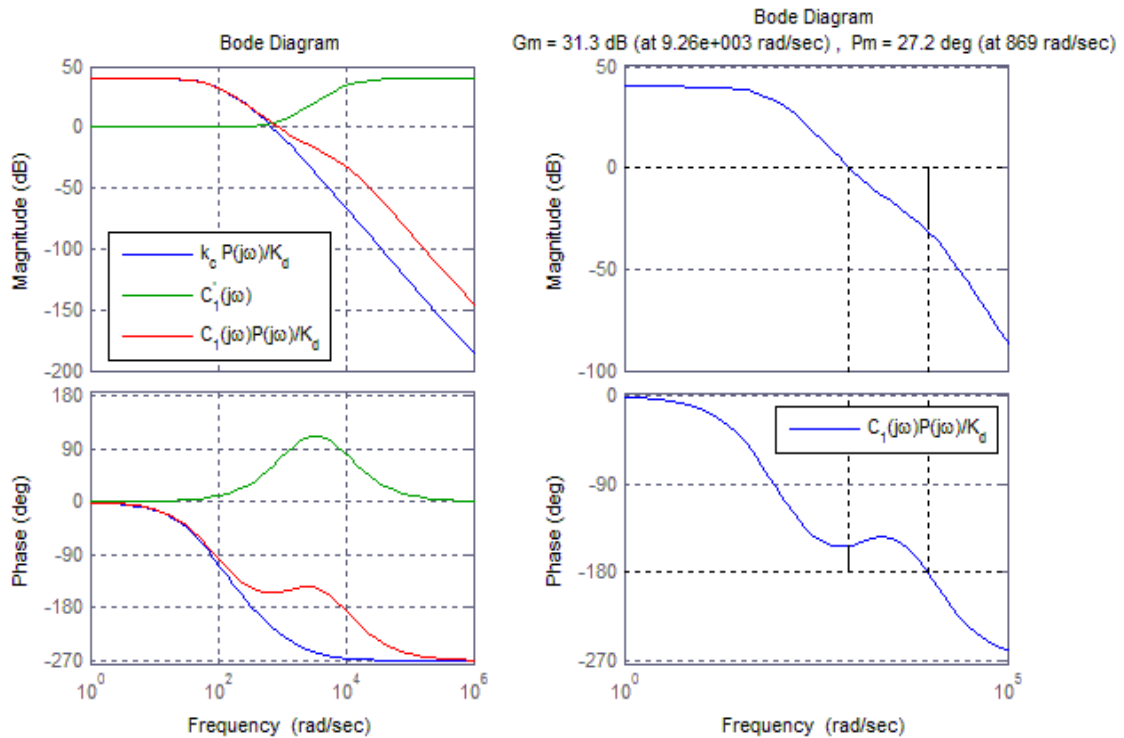 Bode Diagram
50
0
-50
-100
-150
-200
Magnitude (dB)
k_c P(jω)/K_d
C_1^*(jω)
C_1(jω)P(jω)/K_d
180
90
0
-90
-180
-270
Phase (deg)
10^0
10^2
10^4
10^6
Frequency (rad/sec)
Bode Diagram
Gm = 31.3 dB (at 9.26e+003 rad/sec) , Pm = 27.2 deg (at 869 rad/sec)
50
0
-50
-100
Magnitude (dB)
0
-90
-180
-270
Phase (deg)
C_1(jω)P(jω)/K_d
10^0
10^5
Frequency (rad/sec)